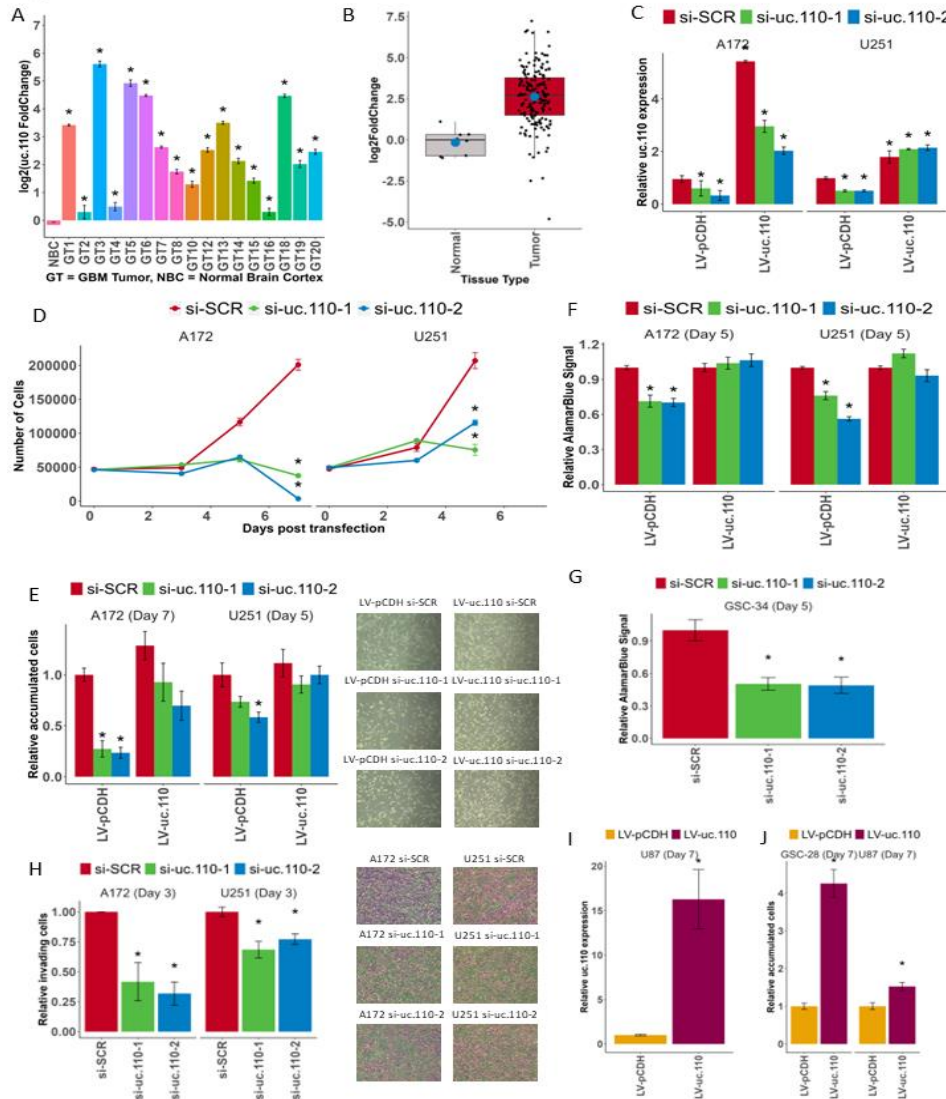 A
log2(uc.110 FoldChange)
6
5
4
3
2
1
0
* * * * * * * * * * * * * * * * * *
NBC GT1 GT2 GT3 GT4 GT5 GT6 GT7 GT8 GT10 GT12 GT13 GT14 GT15 GT16 GT18 GT19 GT20
GT = GBM Tumor, NBC = Normal Brain Cortex
B
log2FoldChange
7.5
5.0
2.5
0.0
-2.5
-5.0
Normal Tumor
Tissue Type
C
si-SCR si-uc.110-1 si-uc.110-2
A172 U251
Relative uc.110 expression
5
4
3
2
1
0
* * * * * * * * * *
LV-pCDH LV-uc.110 LV-pCDH LV-uc.110
D
si-SCR si-uc.110-1 si-uc.110-2
A172 U251
Number of Cells
200000
150000
100000
50000
0
* * * *
0 2 4 6 0 2 4 6
Days post transfection
F
si-SCR si-uc.110-1 si-uc.110-2
A172 (Day 5) U251 (Day 5)
Relative AlamarBlue Signal
1.2
0.9
0.6
0.3
0.0
* * * *
LV-pCDH LV-uc.110 LV-pCDH LV-uc.110
E
si-SCR si-uc.110-1 si-uc.110-2
A172 (Day 7) U251 (Day 5)
Relative accumulated cells
1.5
1.0
0.5
0.0
* * *
LV-pCDH LV-uc.110 LV-pCDH LV-uc.110
LV-pCDH si-SCR LV-uc.110 si-SCR
LV-pCDH si-uc.110-1 LV-uc.110 si-uc.110-1
LV-pCDH si-uc.110-2 LV-uc.110 si-uc.110-2
G
si-SCR si-uc.110-1 si-uc.110-2
GSC-34 (Day 5)
Relative AlamarBlue Signal
0.9
0.6
0.3
0.0
* *
si-SCR si-uc.110-1 si-uc.110-2
H
si-SCR si-uc.110-1 si-uc.110-2
A172 (Day 3) U251 (Day 3)
Relative invading cells
1.00
0.75
0.50
0.25
0.00
* * * *
si-SCR si-uc.110-1 si-uc.110-2 si-SCR si-uc.110-1 si-uc.110-2
A172 si-SCR U251 si-SCR
A172 si-uc.110-1 U251 si-uc.110-1
A172 si-uc.110-2 U251 si-uc.110-2
I
LV-pCDH LV-uc.110
U87 (Day 7)
Relative uc.110 expression
20
15
10
5
0
*
LV-pCDH LV-uc.110
J
LV-pCDH LV-uc.110
GSC-28 (Day 7) U87 (Day 7)
Relative accumulated cells
5
4
3
2
1
0
* *
LV-pCDH LV-uc.110 LV-pCDH LV-uc.110